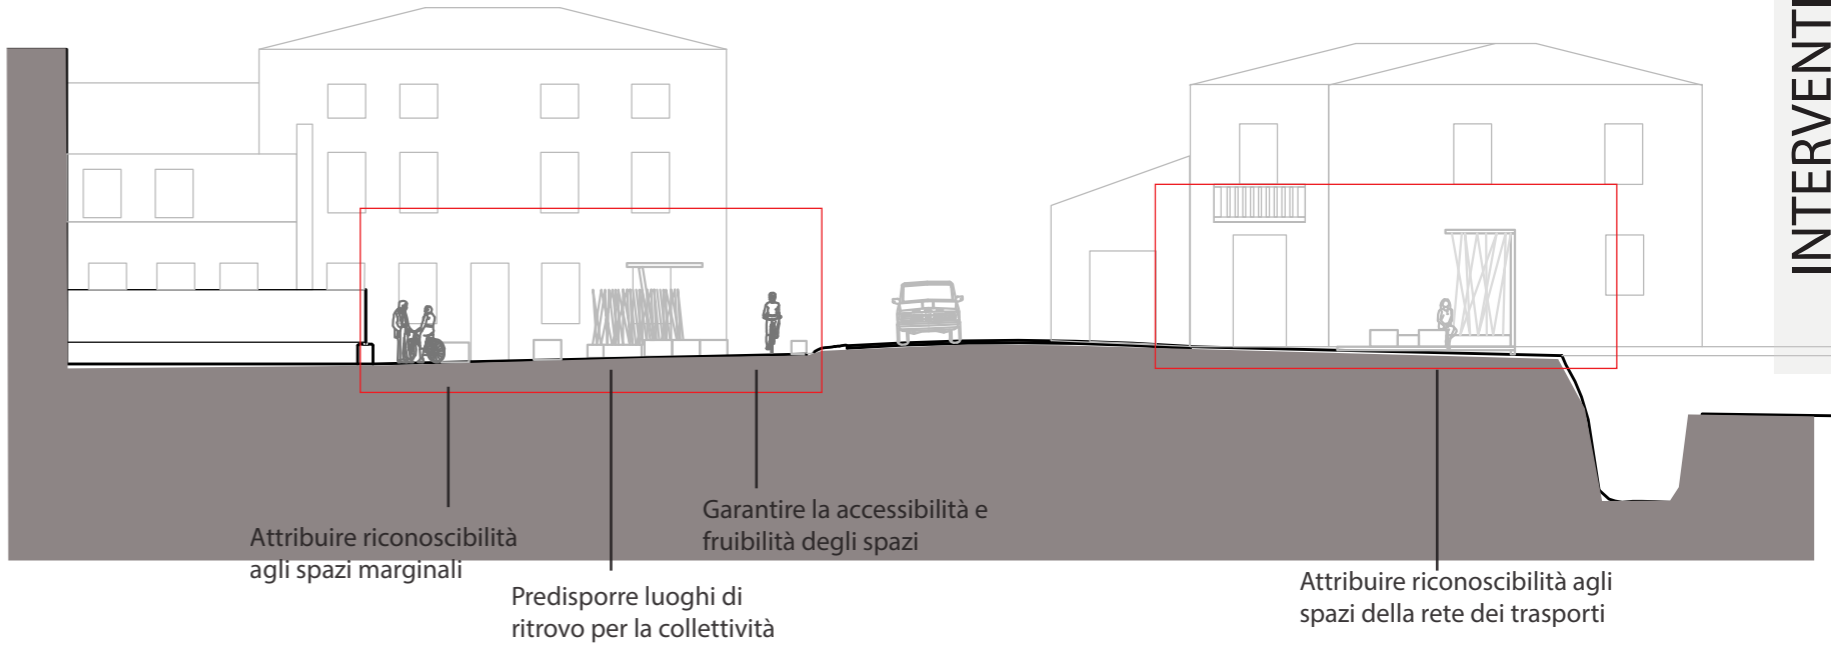 INTERVENTI
Attribuire riconoscibilità
agli spazi marginali
Predisporre luoghi di
ritrovo per la collettività
Garantire la accessibilità e
fruibilità degli spazi
Attribuire riconoscibilità agli
spazi della rete dei trasporti